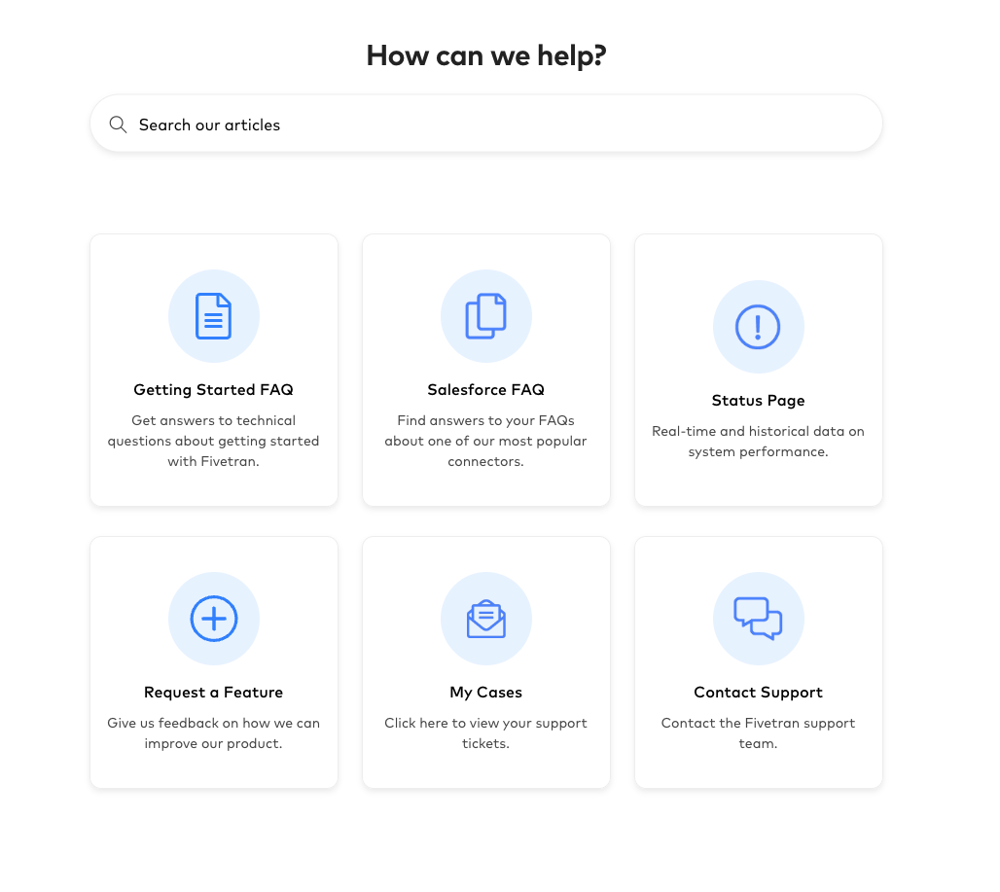 How can we help?
Search our articles
Getting Started FAQ
Get answers to technical
questions about getting started
with Fivetran.
Salesforce FAQ
Find answers to your FAQs
about one of our most popular
connectors.
Status Page
Real-time and historical data on
system performance.
Request a Feature
Give us feedback on how we can
improve our product.
My Cases
Click here to view your support
tickets.
Contact Support
Contact the Fivetran support
team.